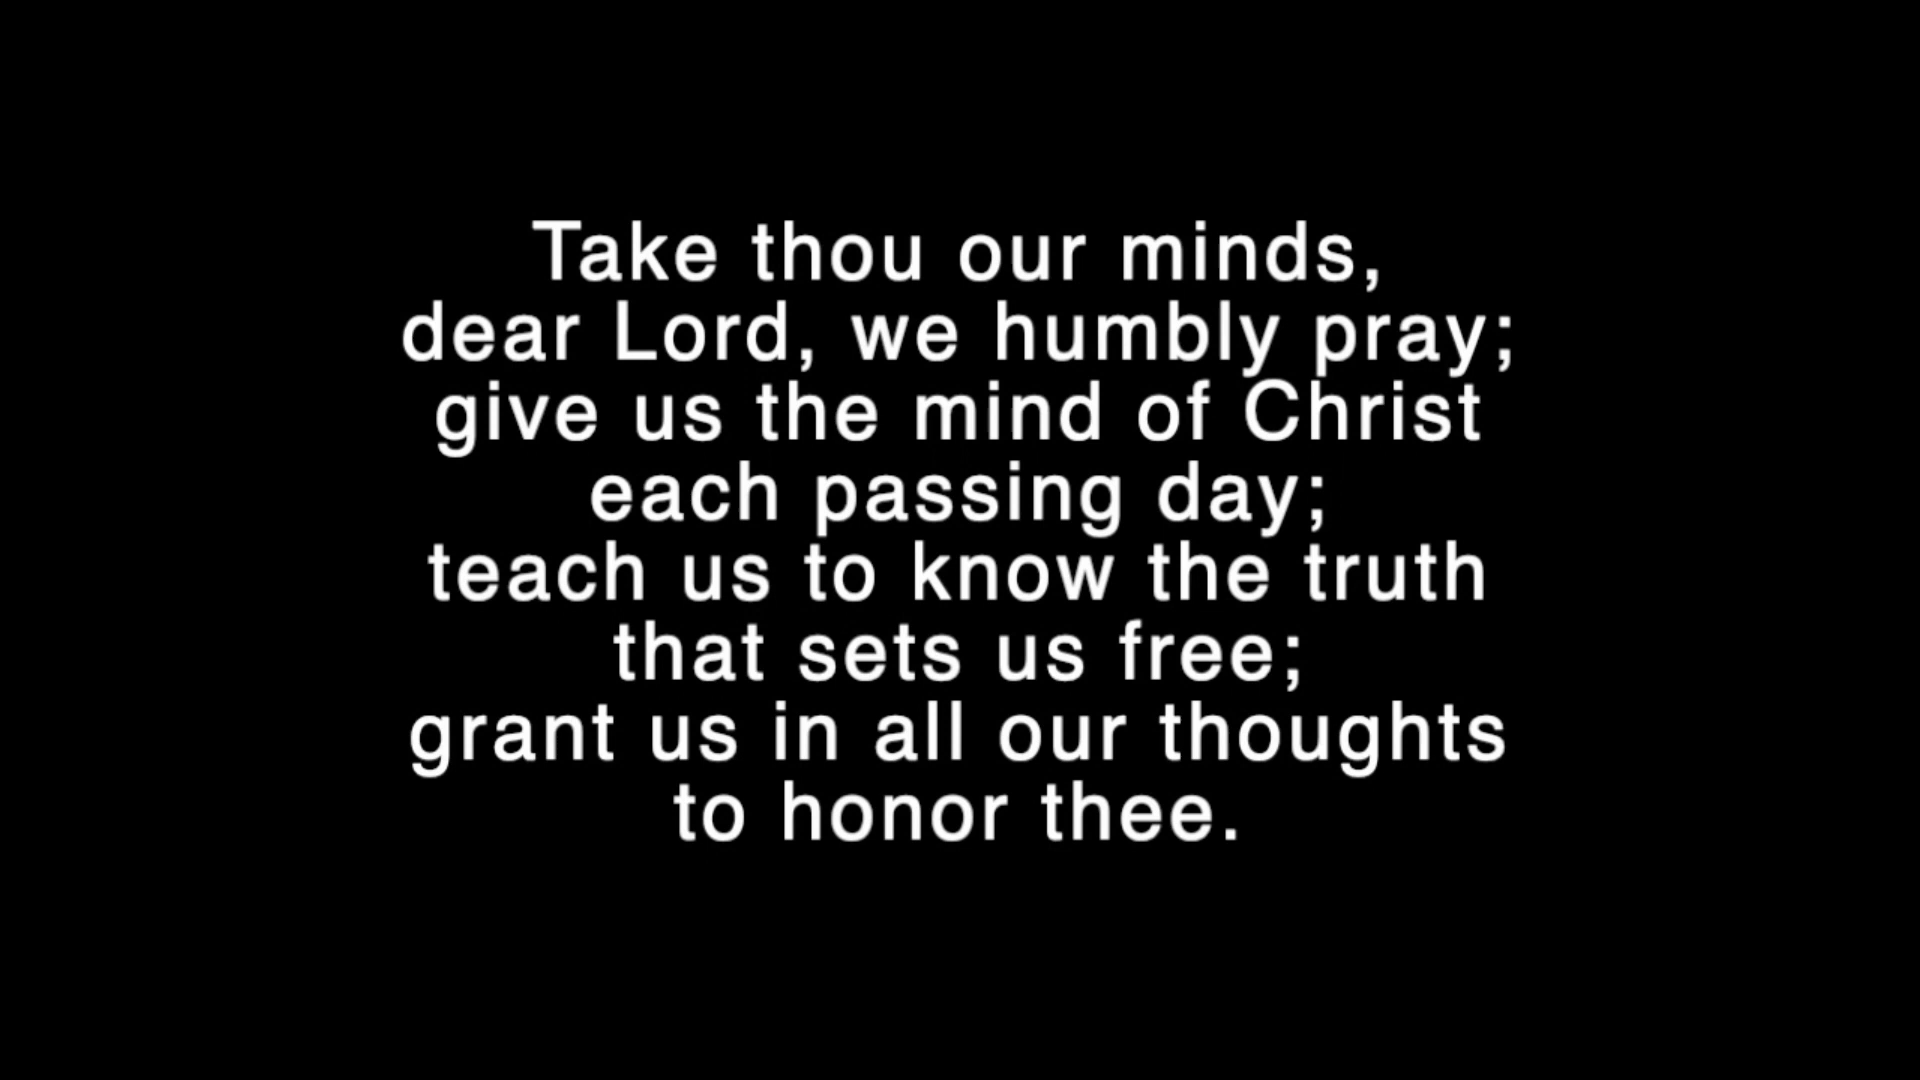 Take thou our minds,
dear Lord, we humbly pray;
give us the mind of Christ
each passing day;
teach us to know the truth
that sets us free;
grant us in all our thoughts
to honor thee.